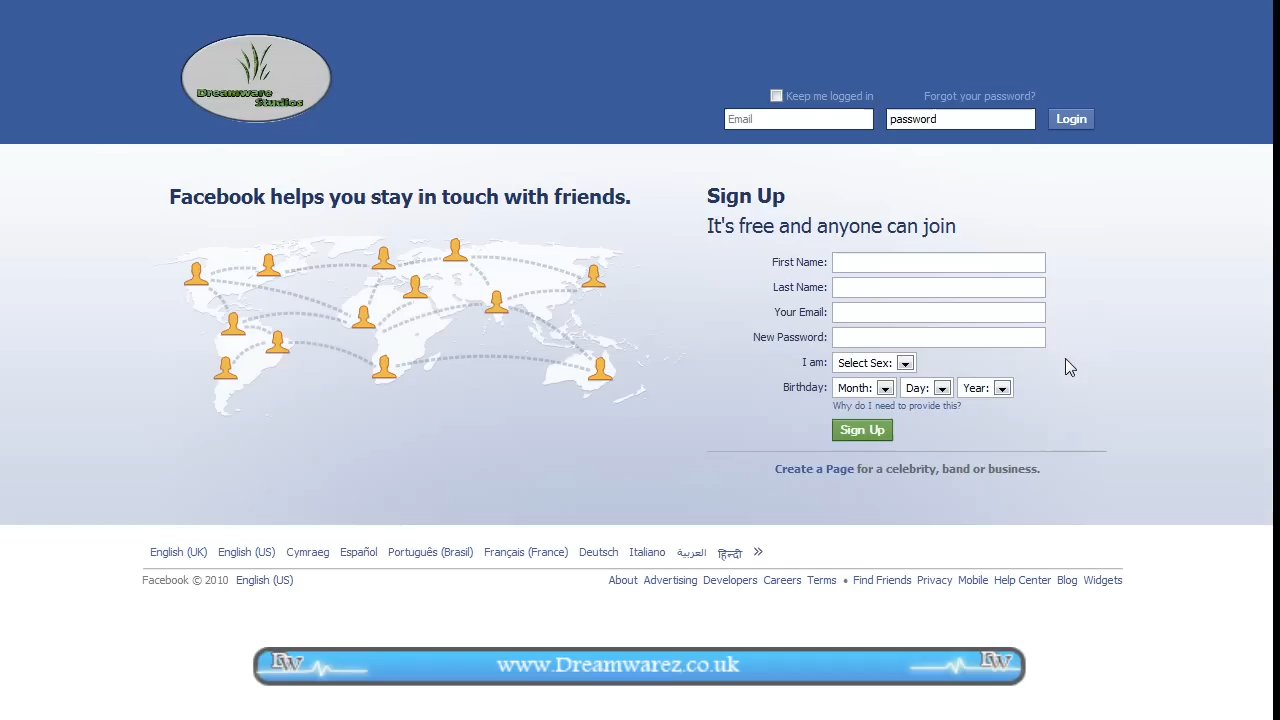 Dreamware
Studios
Keep me logged in
Forgot your password?
Email
password
Login
Facebook helps you stay in touch with friends.
Sign Up
It's free and anyone can join
First Name:
Last Name:
Your Email:
New Password:
I am:
Select Sex:
Birthday:
Month:
Day:
Year:
Why do I need to provide this?
Sign Up
Create a Page for a celebrity, band or business.
English (UK) English (US) Cymraeg Español Português (Brasil) Français (France) Deutsch Italiano العربية हिन्दी »
Facebook © 2010 English (US)
About Advertising Developers Careers Terms • Find Friends Privacy Mobile Help Center Blog Widgets
DW
www.Dreamwarez.co.uk
DW